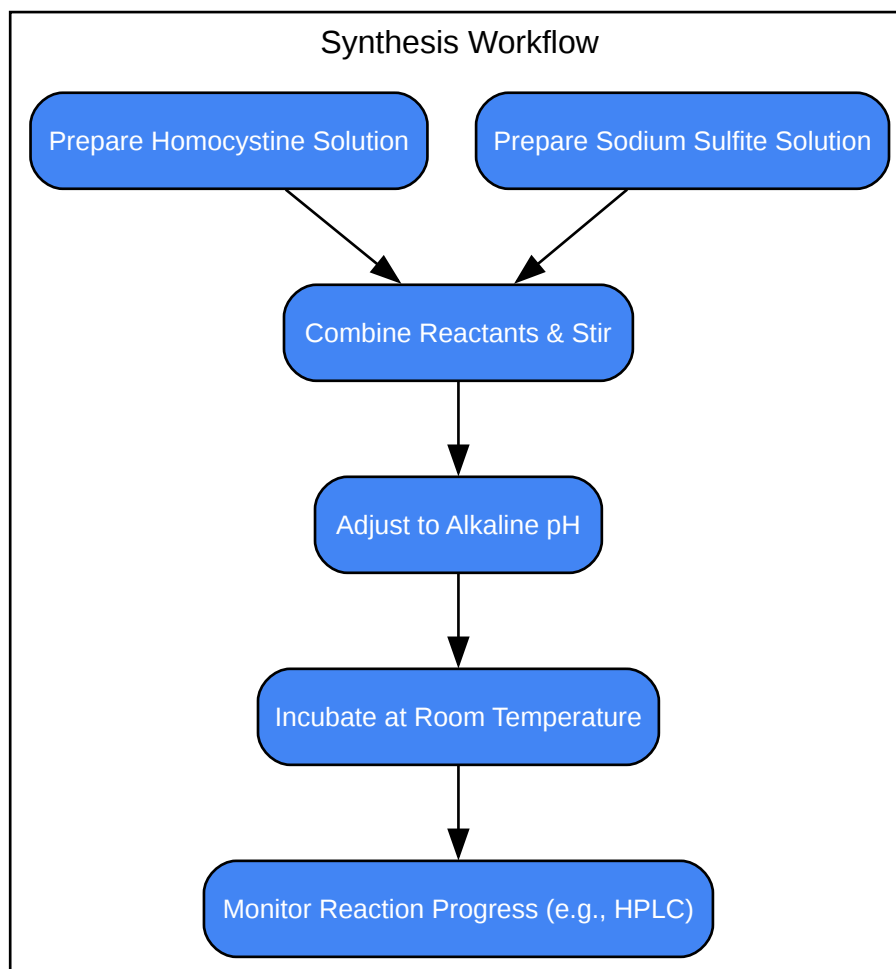 Synthesis Workflow
Prepare Homocystine Solution
Prepare Sodium Sulfite Solution
Combine Reactants & Stir
Adjust to Alkaline pH
Incubate at Room Temperature
Monitor Reaction Progress (e.g., HPLC)